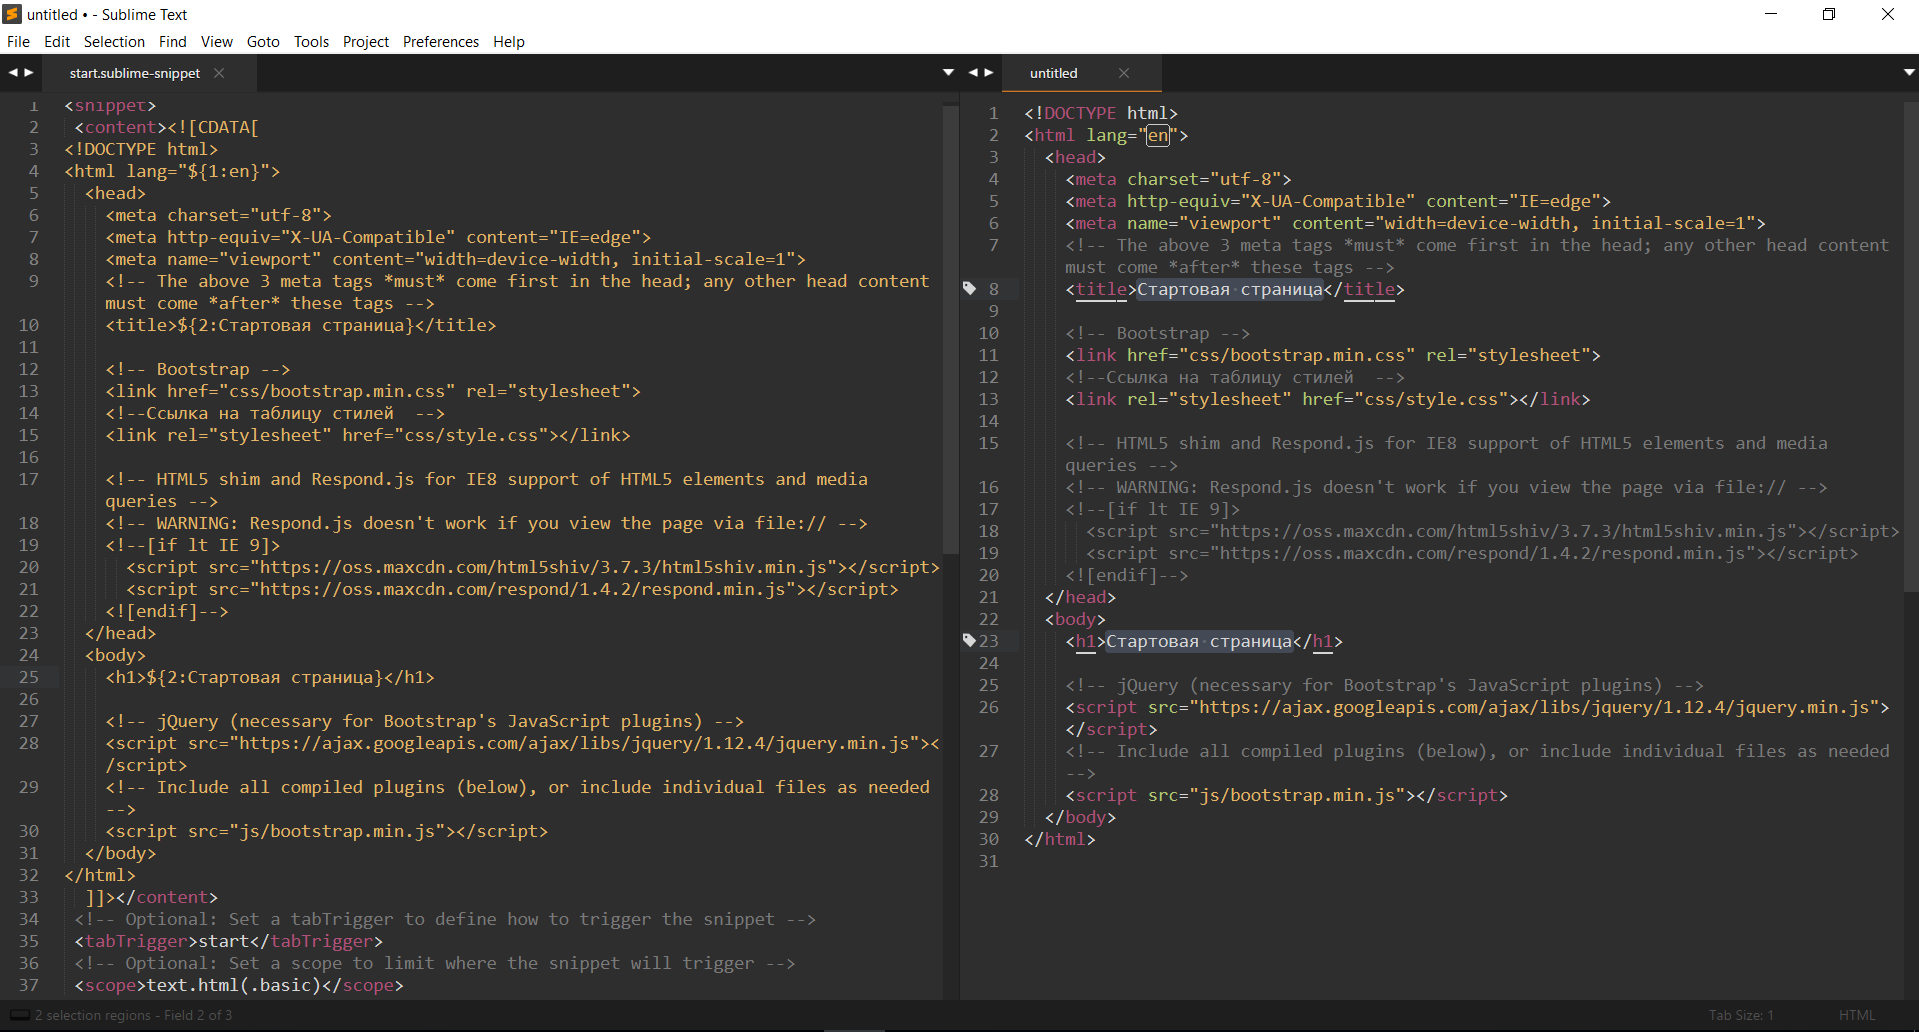 untitled • - Sublime Text
File Edit Selection Find View Goto Tools Project Preferences Help
start.sublime-snippet
1 <snippet>
2 <content><![CDATA[
3 <!DOCTYPE html>
4 <html lang="${1:en}">
5 <head>
6 <meta charset="utf-8">
7 <meta http-equiv="X-UA-Compatible" content="IE=edge">
8 <meta name="viewport" content="width=device-width, initial-scale=1">
9 <!-- The above 3 meta tags *must* come first in the head; any other head content
must come *after* these tags -->
10 <title>${2:Стартовая страница}</title>
11
12 <!-- Bootstrap -->
13 <link href="css/bootstrap.min.css" rel="stylesheet">
14 <!--Ссылка на таблицу стилей  -->
15 <link rel="stylesheet" href="css/style.css"></link>
16
17 <!-- HTML5 shim and Respond.js for IE8 support of HTML5 elements and media
queries -->
18 <!-- WARNING: Respond.js doesn't work if you view the page via file:// -->
19 <!--[if lt IE 9]>
20 <script src="https://oss.maxcdn.com/html5shiv/3.7.3/html5shiv.min.js"></script>
21 <script src="https://oss.maxcdn.com/respond/1.4.2/respond.min.js"></script>
22 <![endif]-->
23 </head>
24 <body>
25 <h1>${2:Стартовая страница}</h1>
26
27 <!-- jQuery (necessary for Bootstrap's JavaScript plugins) -->
28 <script src="https://ajax.googleapis.com/ajax/libs/jquery/1.12.4/jquery.min.js"><
/script>
29 <!-- Include all compiled plugins (below), or include individual files as needed
-->
30 <script src="js/bootstrap.min.js"></script>
31 </body>
32 </html>
33 ]]></content>
34 <!-- Optional: Set a tabTrigger to define how to trigger the snippet -->
35 <tabTrigger>start</tabTrigger>
36 <!-- Optional: Set a scope to limit where the snippet will trigger -->
37 <scope>text.html(.basic)</scope>
untitled
1 <!DOCTYPE html>
2 <html lang="en">
3 <head>
4 <meta charset="utf-8">
5 <meta http-equiv="X-UA-Compatible" content="IE=edge">
6 <meta name="viewport" content="width=device-width, initial-scale=1">
7 <!-- The above 3 meta tags *must* come first in the head; any other head content
must come *after* these tags -->
8 <title>Стартовая страница</title>
9
10 <!-- Bootstrap -->
11 <link href="css/bootstrap.min.css" rel="stylesheet">
12 <!--Ссылка на таблицу стилей  -->
13 <link rel="stylesheet" href="css/style.css"></link>
14
15 <!-- HTML5 shim and Respond.js for IE8 support of HTML5 elements and media
queries -->
16 <!-- WARNING: Respond.js doesn't work if you view the page via file:// -->
17 <!--[if lt IE 9]>
18 <script src="https://oss.maxcdn.com/html5shiv/3.7.3/html5shiv.min.js"></script>
19 <script src="https://oss.maxcdn.com/respond/1.4.2/respond.min.js"></script>
20 <![endif]-->
21 </head>
22 <body>
23 <h1>Стартовая страница</h1>
24
25 <!-- jQuery (necessary for Bootstrap's JavaScript plugins) -->
26 <script src="https://ajax.googleapis.com/ajax/libs/jquery/1.12.4/jquery.min.js">
</script>
27 <!-- Include all compiled plugins (below), or include individual files as needed
-->
28 <script src="js/bootstrap.min.js"></script>
29 </body>
30 </html>
31
2 selection regions - Field 2 of 3
Tab Size: 1 HTML